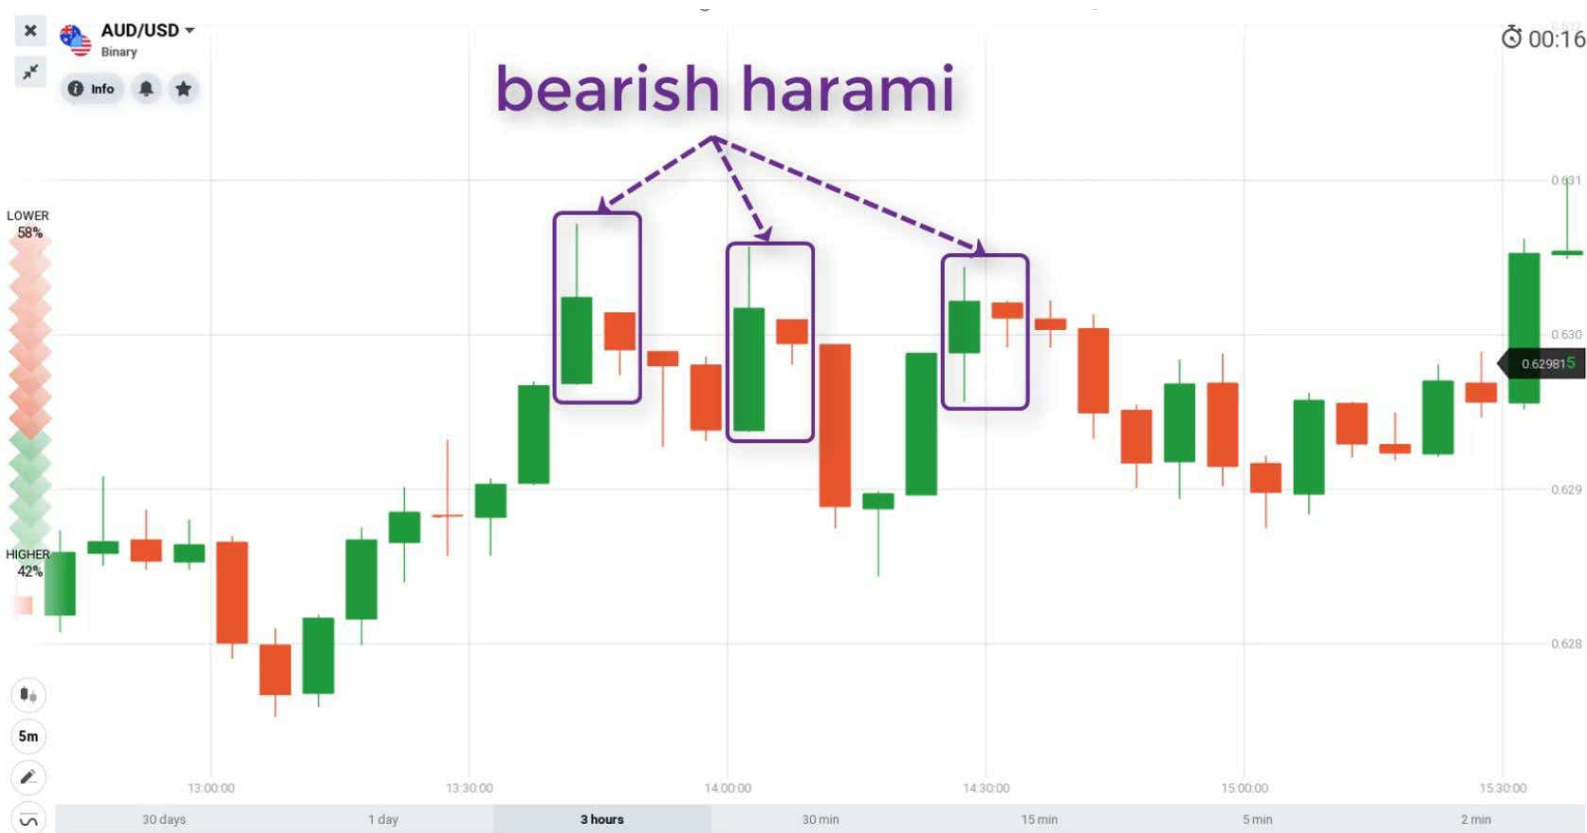 AUD/USD
Binary
Info
00:16
bearish harami
0.631
LOWER
58%
0.630
0.629815
0.629
HIGHER
42%
0.628
5m
13:00:00
13:30:00
14:00:00
14:30:00
15:00:00
15:30:00
30 days
1 day
3 hours
30 min
15 min
5 min
2 min